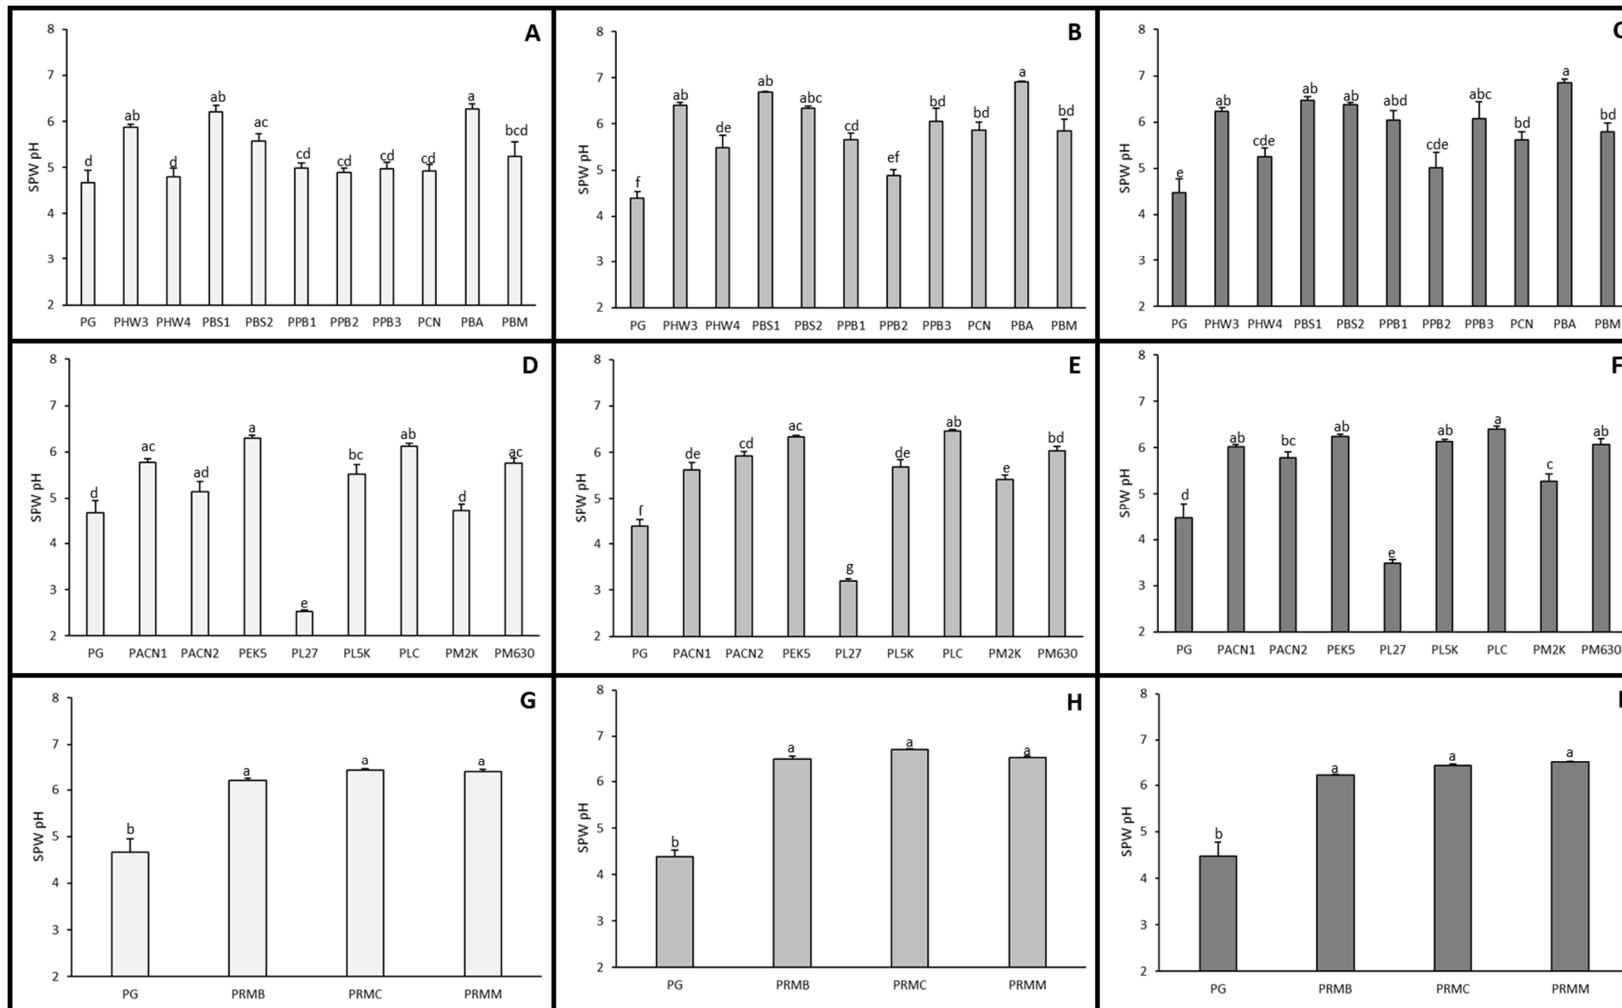 A
8
7
6
5
4
3
2
SPW pH
d ab d ab ac cd cd cd cd a bcd
PG PHW3 PHW4 PBS1 PBS2 PPB1 PPB2 PPB3 PCN PBA PBM
B
8
7
6
5
4
3
2
SPW pH
f ab de ab abc cd ef bd bd a bd
PG PHW3 PHW4 PBS1 PBS2 PPB1 PPB2 PPB3 PCN PBA PBM
8
7
6
5
4
3
2
SPW pH
e ab cde ab ab abd cde abc bd a bd
PG PHW3 PHW4 PBS1 PBS2 PPB1 PPB2 PPB3 PCN PBA PBM
D
8
7
6
5
4
3
2
SPW pH
d ac ad a e bc ab d ac
PG PACN1 PACN2 PEK5 PL27 PL5K PLC PM2K PM630
E
8
7
6
5
4
3
2
SPW pH
f de cd ac g de ab e bd
PG PACN1 PACN2 PEK5 PL27 PL5K PLC PM2K PM630
F
8
7
6
5
4
3
2
SPW pH
d ab bc ab e ab a c ab
PG PACN1 PACN2 PEK5 PL27 PL5K PLC PM2K PM630
G
8
7
6
5
4
3
2
SPW pH
b a a a
PG PRMB PRMC PRMM
H
8
7
6
5
4
3
2
SPW pH
b a a a
PG PRMB PRMC PRMM
8
7
6
5
4
3
2
SPW pH
b a a a
PG PRMB PRMC PRMM